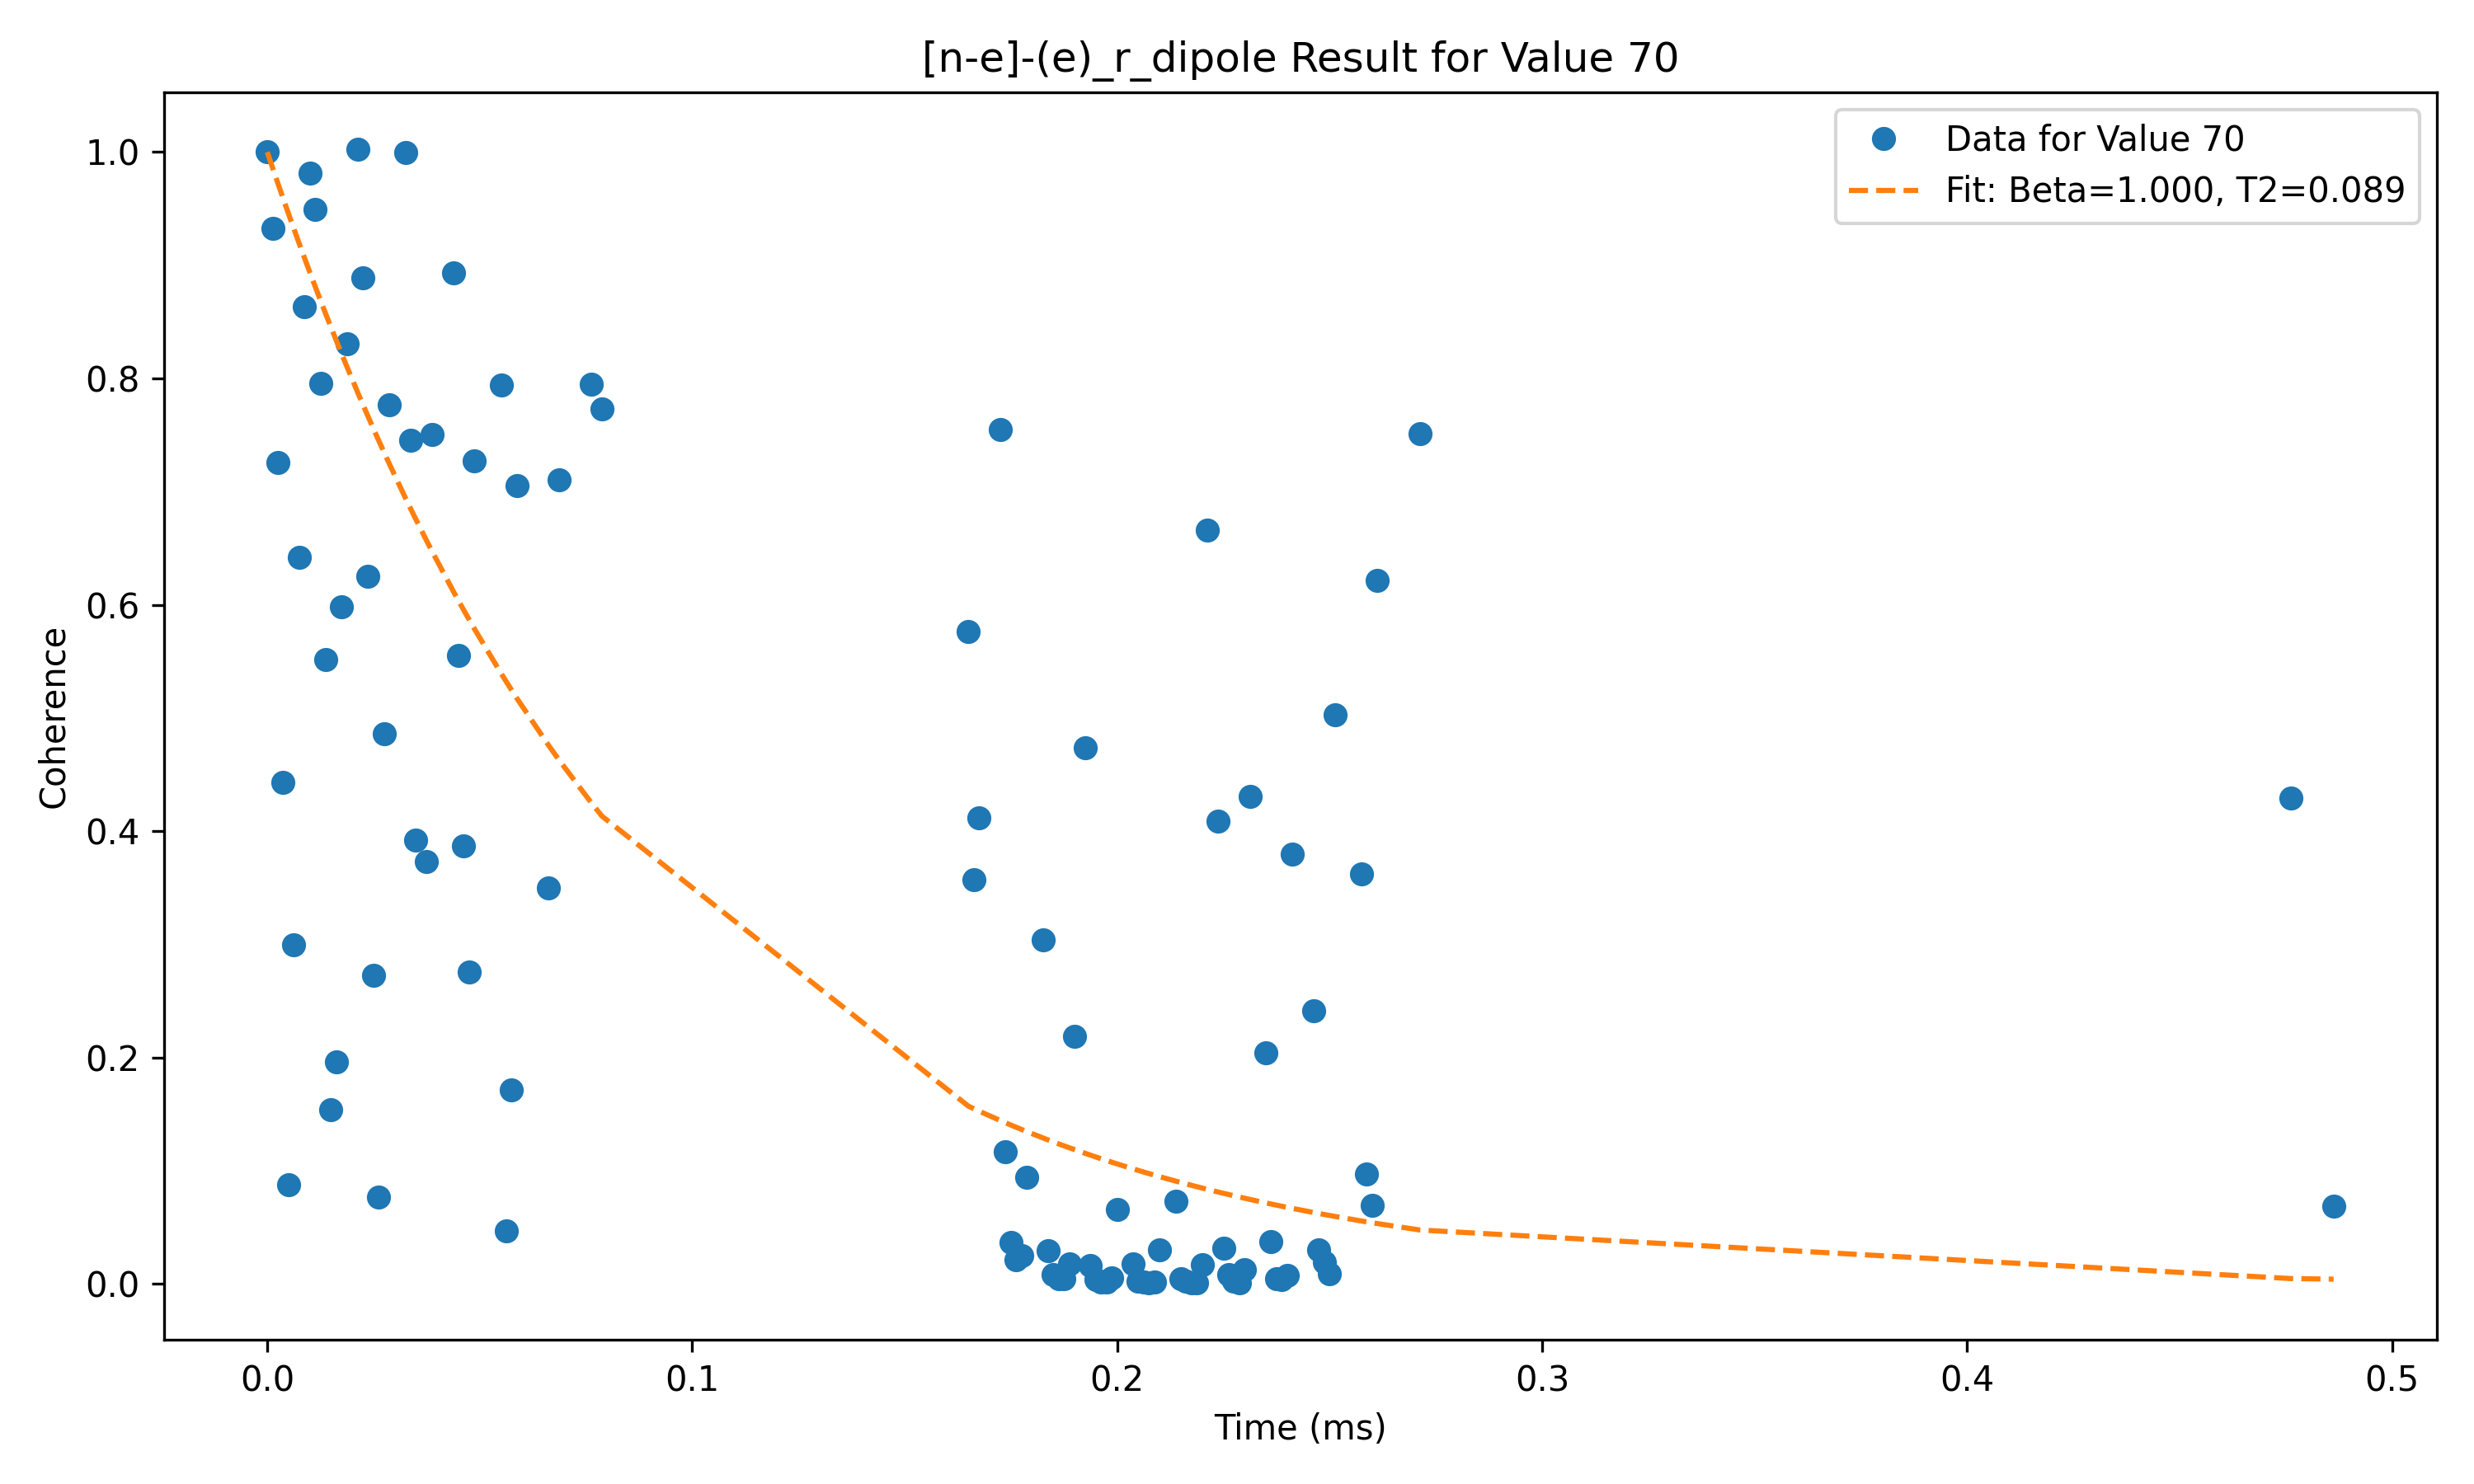 [n-e]-(e)_r_dipole Result for Value 70
Data for Value 70
Fit: Beta=1.000, T2=0.089
Coherence
1.0
0.8
0.6
0.4
0.2
0.0
0.0 0.1 0.2 0.3 0.4 0.5
Time (ms)